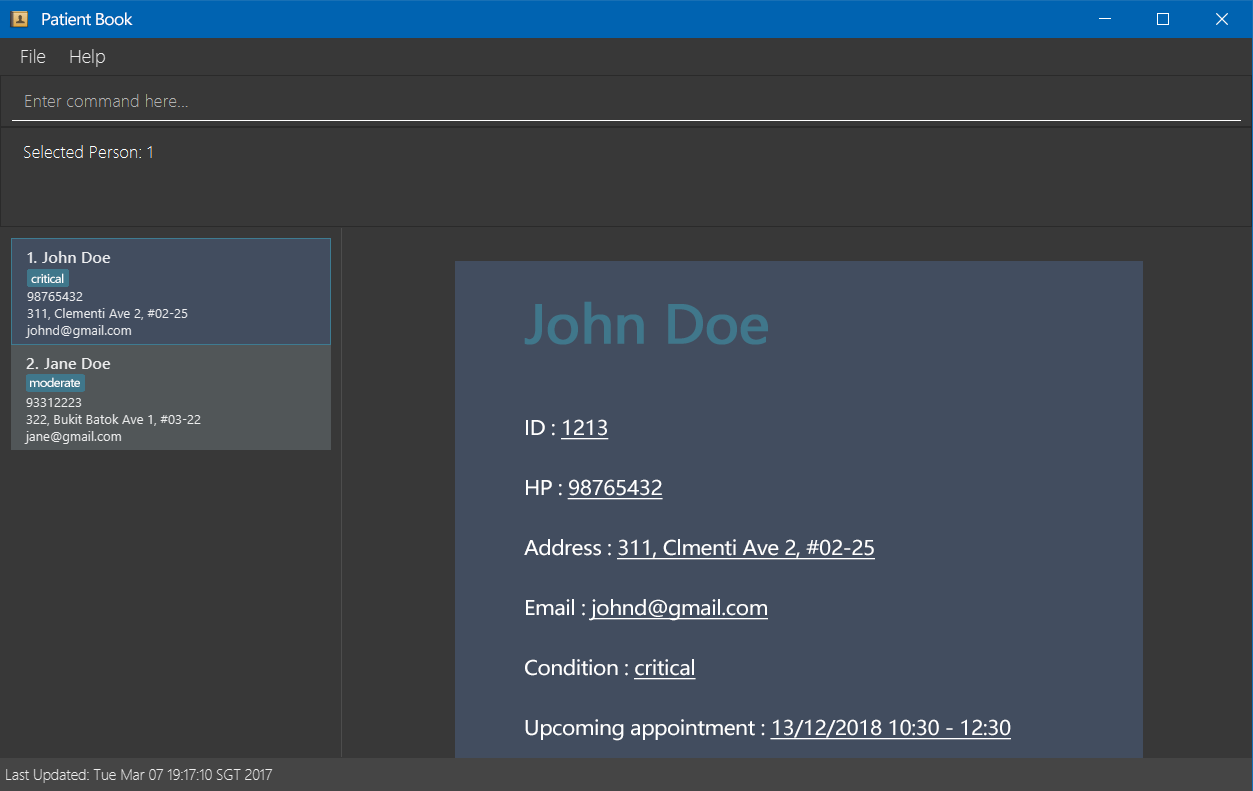 Patient Book
File Help
Enter command here...
Selected Person: 1
1. John Doe
critical
98765432
311, Clementi Ave 2, #02-25
johnd@gmail.com
2. Jane Doe
moderate
93312223
322, Bukit Batok Ave 1, #03-22
jane@gmail.com
John Doe
ID : 1213
HP : 98765432
Address : 311, Clmenti Ave 2, #02-25
Email : johnd@gmail.com
Condition : critical
Upcoming appointment : 13/12/2018 10:30 - 12:30
Last Updated: Tue Mar 07 19:17:10 SGT 2017